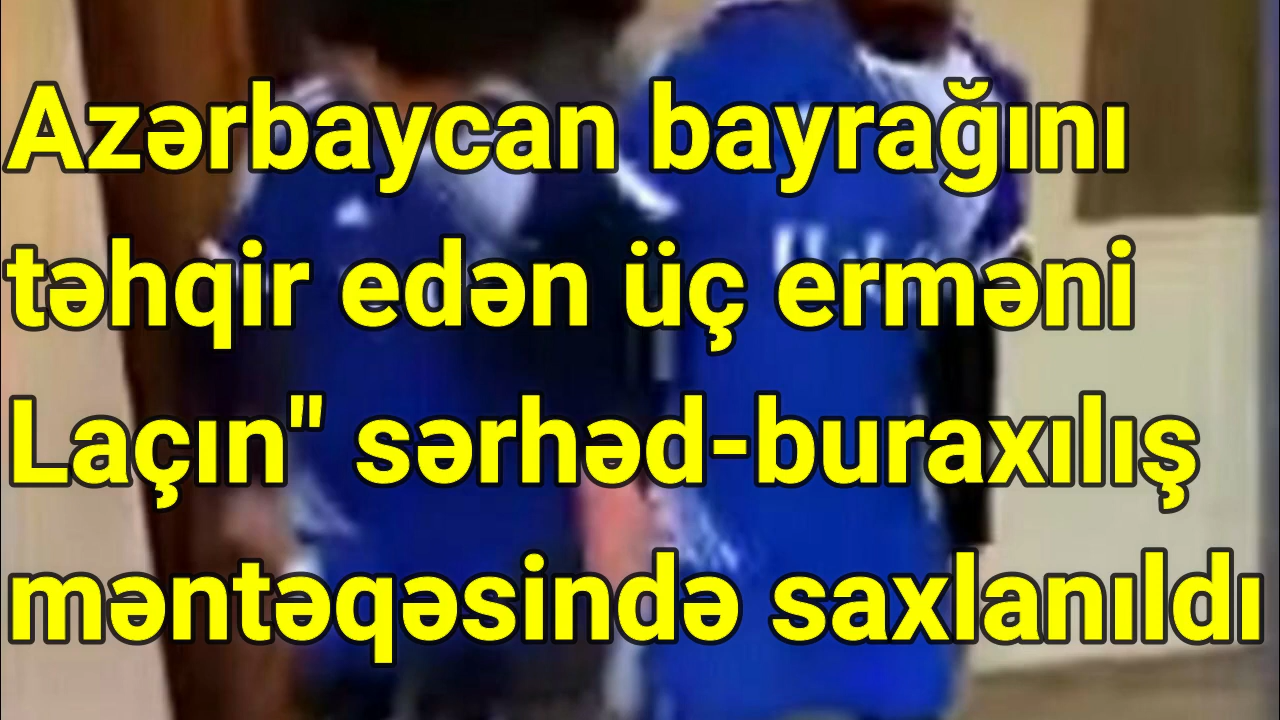 Azərbaycan bayrağını
təhqir edən üç erməni
Laçın" sərhəd-buraxılış
məntəqəsində saxlanıldı